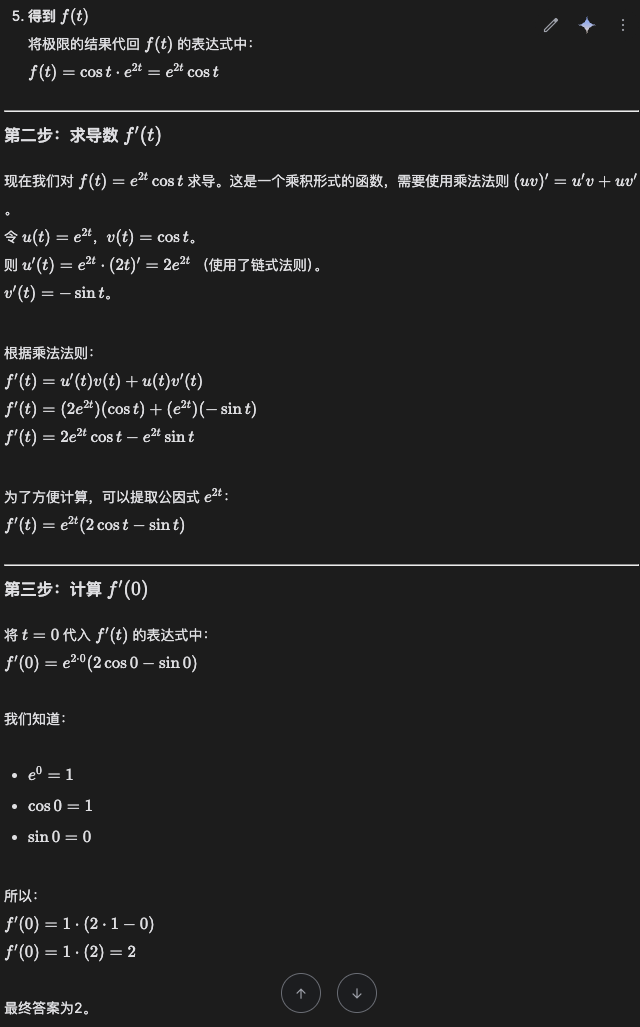 5. 得到 f(t)
将极限的结果代回 f(t) 的表达式中：
f(t) = cos t · e^{2t} = e^{2t} cos t
第二步：求导数 f′(t)
现在我们对 f(t) = e^{2t} cos t 求导。这是一个乘积形式的函数，需要使用乘法法则 (uv)′ = u′v + uv′
。
令 u(t) = e^{2t}，v(t) = cos t。
则 u′(t) = e^{2t} · (2t)′ = 2e^{2t} （使用了链式法则）。
v′(t) = − sin t。
根据乘法法则：
f′(t) = u′(t)v(t) + u(t)v′(t)
f′(t) = (2e^{2t})(cos t) + (e^{2t})(− sin t)
f′(t) = 2e^{2t} cos t − e^{2t} sin t
为了方便计算，可以提取公因式 e^{2t}：
f′(t) = e^{2t}(2 cos t − sin t)
第三步：计算 f′(0)
将 t = 0 代入 f′(t) 的表达式中：
f′(0) = e^{2·0}(2 cos 0 − sin 0)
我们知道：
• e^0 = 1
• cos 0 = 1
• sin 0 = 0
所以：
f′(0) = 1 · (2 · 1 − 0)
f′(0) = 1 · (2) = 2
最终答案为2。